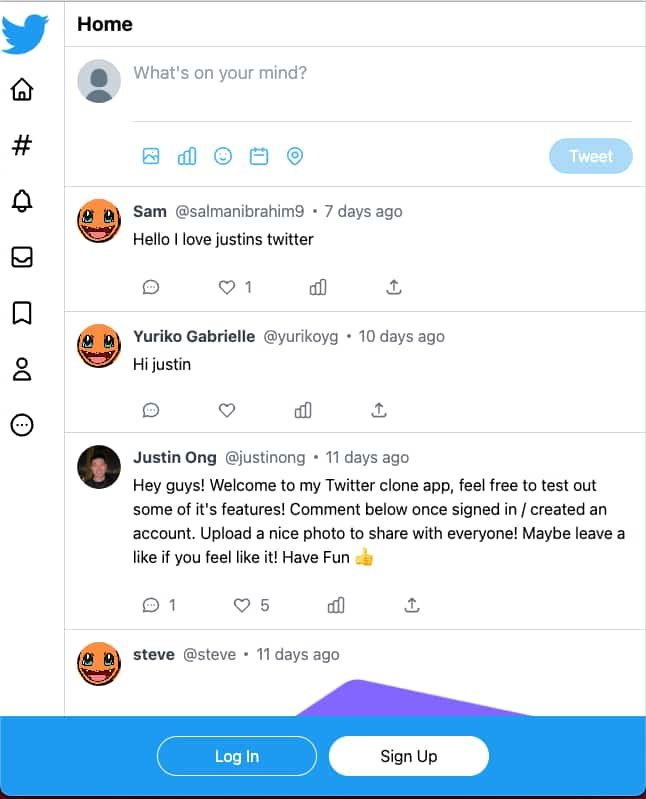 Home
What's on your mind?
Tweet
Sam @salmanibrahim9 • 7 days ago
Hello I love justins twitter
1
Yuriko Gabrielle @yurikoyg • 10 days ago
Hi justin
Justin Ong @justinong • 11 days ago
Hey guys! Welcome to my Twitter clone app, feel free to test out
some of it's features! Comment below once signed in / created an
account. Upload a nice photo to share with everyone! Maybe leave a
like if you feel like it! Have Fun 👍
1 5
steve @steve • 11 days ago
Log In Sign Up